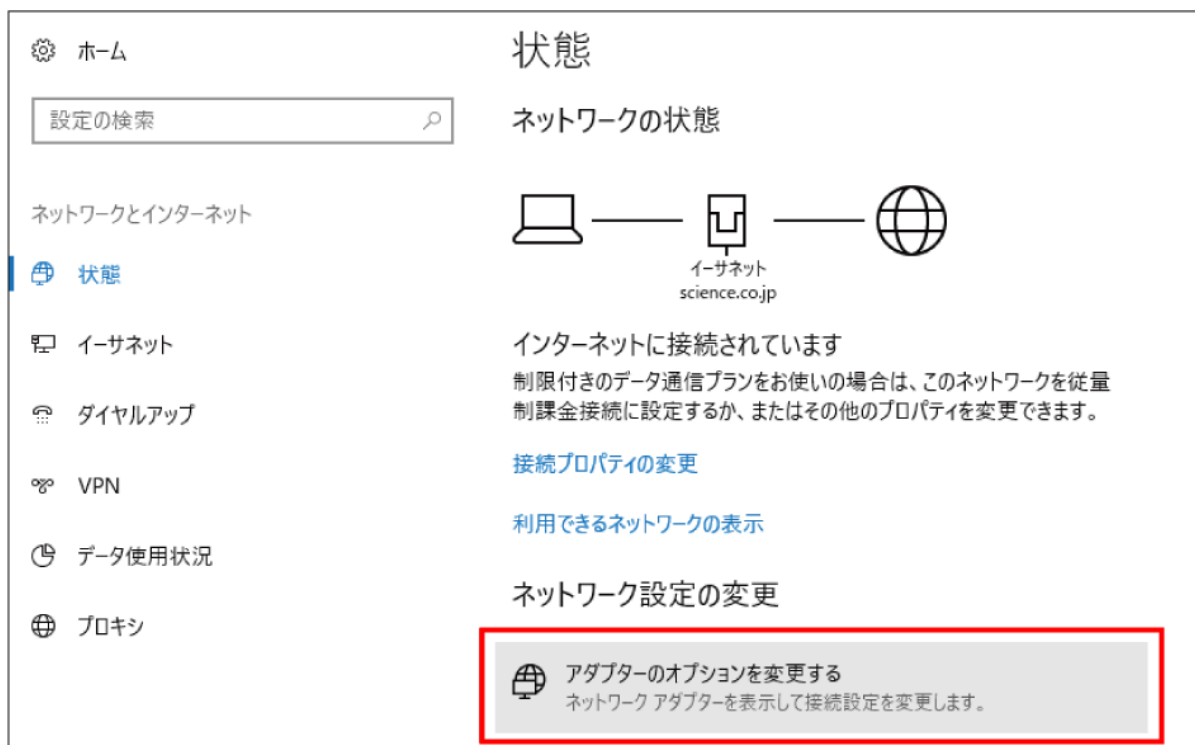 ホーム
設定の検索
ネットワークとインターネット
状態
イーサネット
ダイヤルアップ
VPN
データ使用状況
プロキシ
状態
ネットワークの状態
イーサネット
science.co.jp
インターネットに接続されています
制限付きのデータ通信プランをお使いの場合は、このネットワークを従量
制課金接続に設定するか、またはその他のプロパティを変更できます。
接続プロパティの変更
利用できるネットワークの表示
ネットワーク設定の変更
アダプターのオプションを変更する
ネットワーク アダプターを表示して接続設定を変更します。